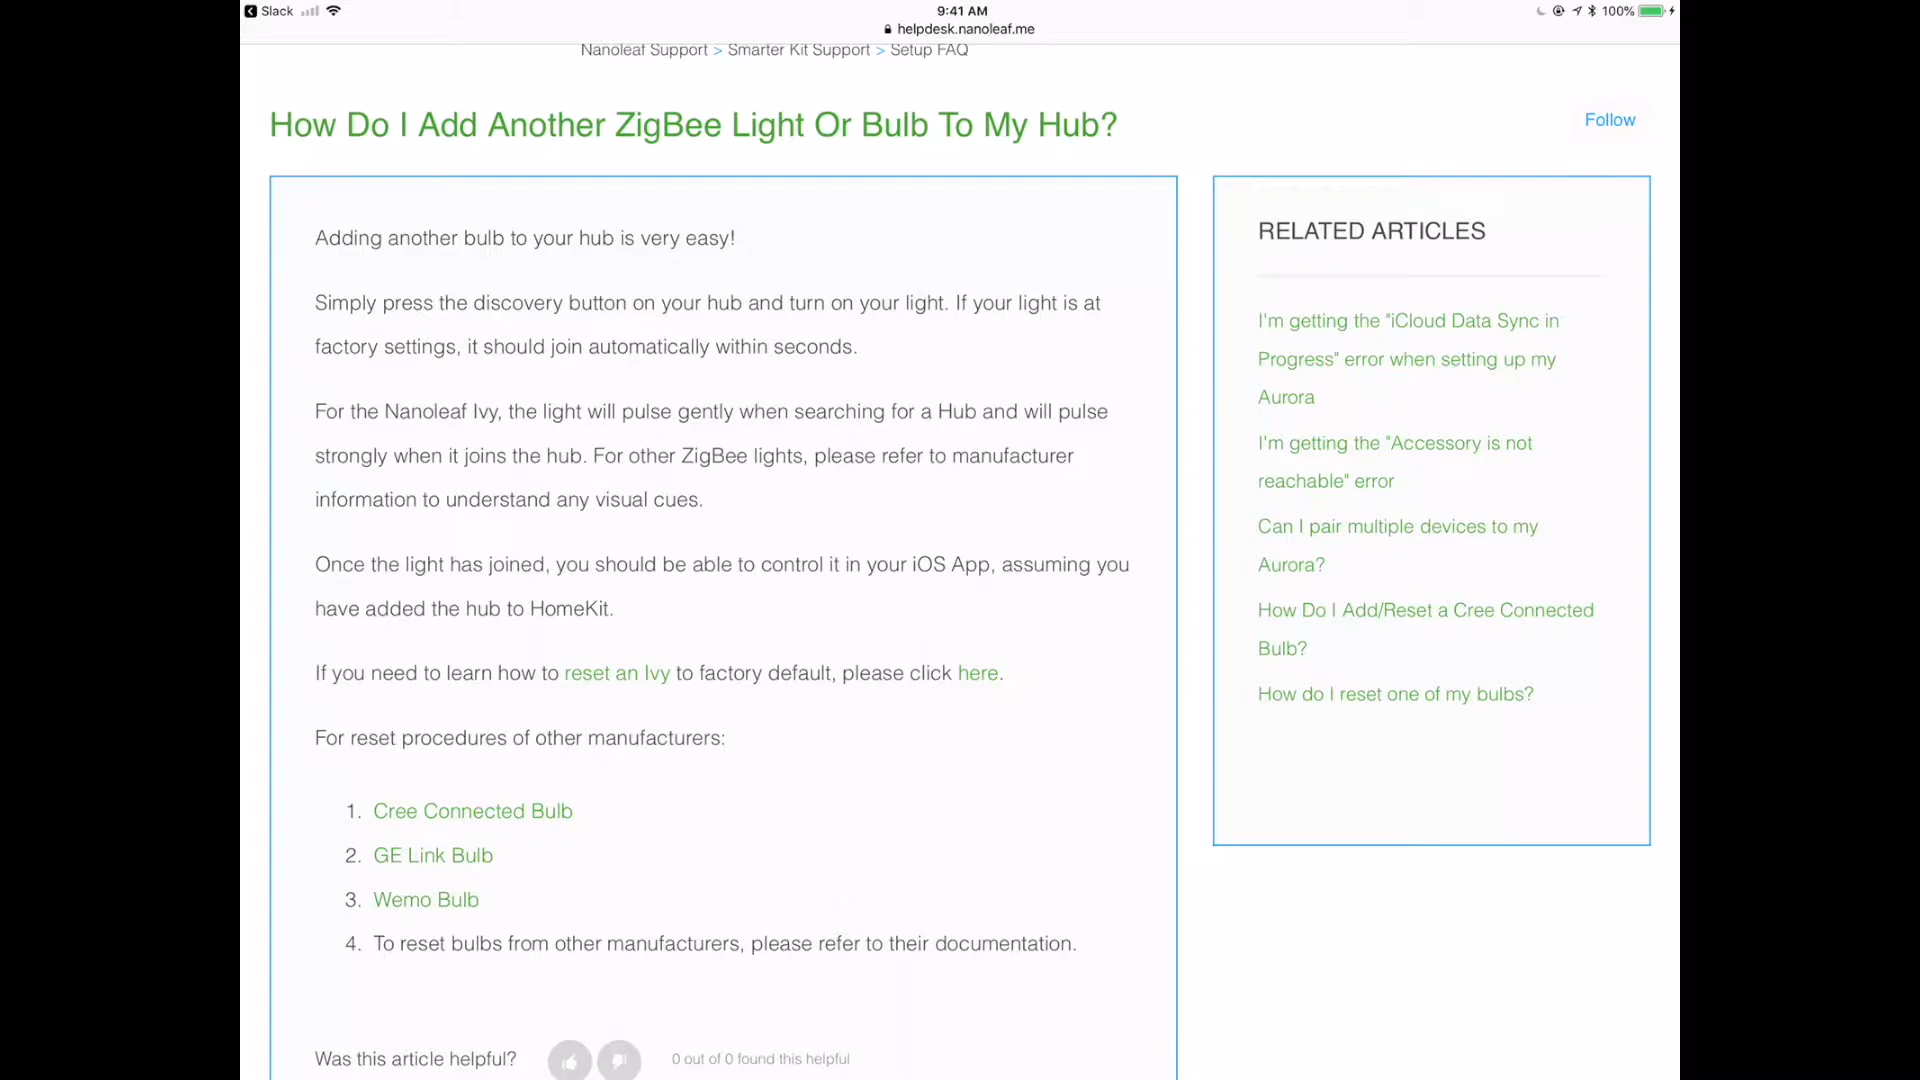 Slack
9:41 AM
100%
helpdesk.nanoleaf.me
Nanoleaf Support > Smarter Kit Support > Setup FAQ
How Do I Add Another ZigBee Light Or Bulb To My Hub?
Follow
Adding another bulb to your hub is very easy!
Simply press the discovery button on your hub and turn on your light. If your light is at
factory settings, it should join automatically within seconds.
For the Nanoleaf Ivy, the light will pulse gently when searching for a Hub and will pulse
strongly when it joins the hub. For other ZigBee lights, please refer to manufacturer
information to understand any visual cues.
Once the light has joined, you should be able to control it in your iOS App, assuming you
have added the hub to HomeKit.
If you need to learn how to reset an Ivy to factory default, please click here.
For reset procedures of other manufacturers:
1. Cree Connected Bulb
2. GE Link Bulb
3. Wemo Bulb
4. To reset bulbs from other manufacturers, please refer to their documentation.
Was this article helpful?
0 out of 0 found this helpful
RELATED ARTICLES
I'm getting the "iCloud Data Sync in
Progress" error when setting up my
Aurora
I'm getting the "Accessory is not
reachable" error
Can I pair multiple devices to my
Aurora?
How Do I Add/Reset a Cree Connected
Bulb?
How do I reset one of my bulbs?